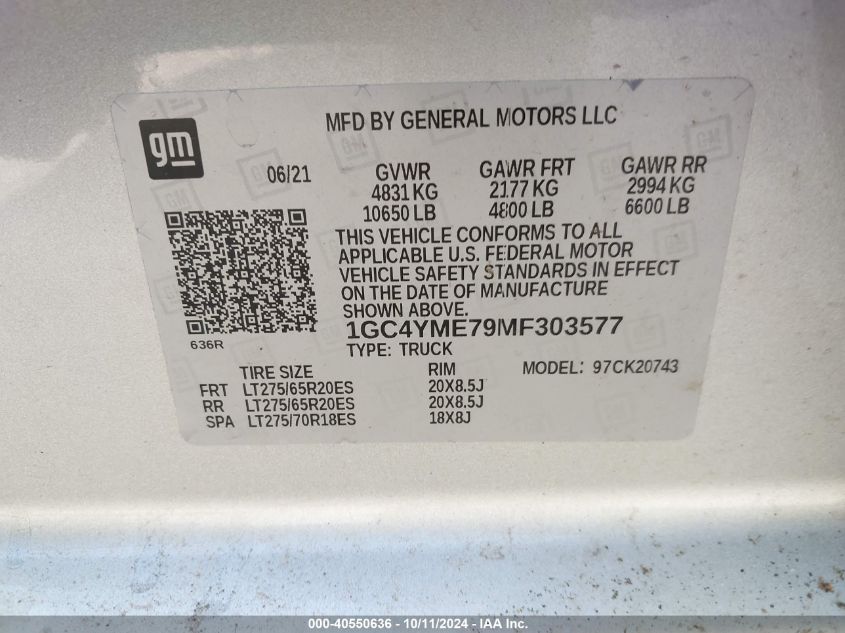 gm
MFD BY GENERAL MOTORS LLC
06/21
GVWR GAWR FRT GAWR RR
4831 KG 2177 KG 2994 KG
10650 LB 4800 LB 6600 LB
THIS VEHICLE CONFORMS TO ALL
APPLICABLE U.S. FEDERAL MOTOR
VEHICLE SAFETY STANDARDS IN EFFECT
ON THE DATE OF MANUFACTURE
SHOWN ABOVE.
636R
1GC4YME79MF303577
TYPE: TRUCK
TIRE SIZE RIM MODEL: 97CK20743
FRT LT275/65R20ES 20X8.5J
RR LT275/65R20ES 20X8.5J
SPA LT275/70R18ES 18X8J
000-40550636 - 10/11/2024 - IAA Inc.